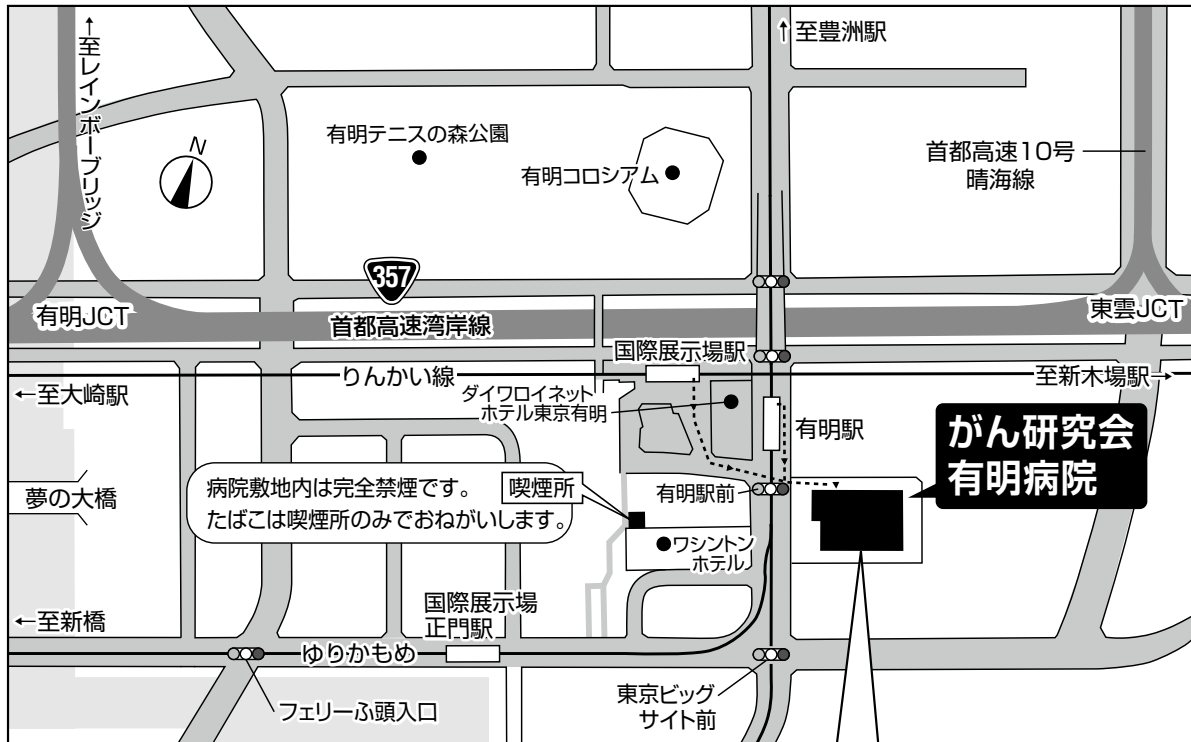 ↑至豊洲駅
←至レインボーブリッジ
N
有明テニスの森公園
有明コロシアム
首都高速10号
晴海線
357
有明JCT
首都高速湾岸線
東雲JCT
国際展示場駅
りんかい線
←至大崎駅
至新木場駅→
ダイワロイネット
ホテル東京有明
有明駅
がん研究会
有明病院
夢の大橋
病院敷地内は完全禁煙です。
たばこは喫煙所のみでおねがいします。
喫煙所
有明駅前
ワシントン
ホテル
←至新橋
国際展示場
正門駅
ゆりかもめ
フェリーふ頭入口
東京ビッグ
サイト前